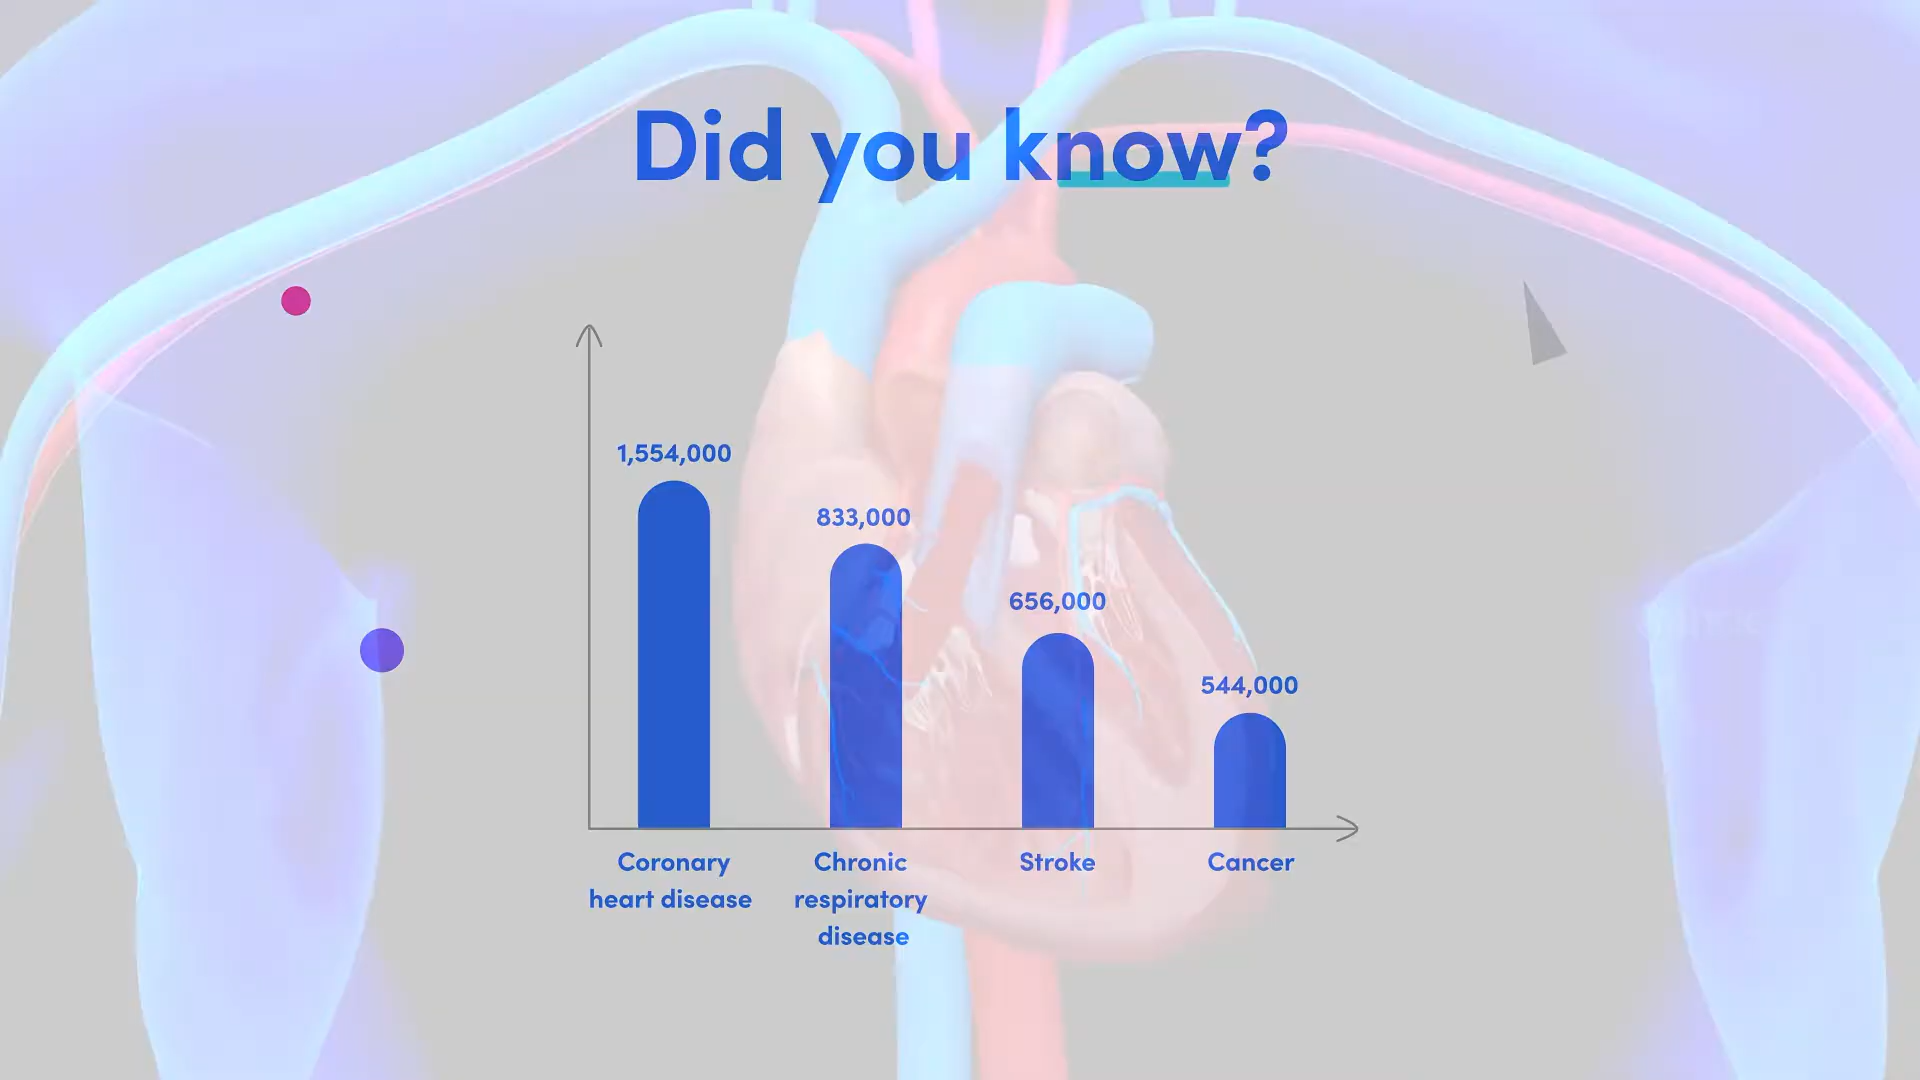 Did you know?
1,554,000
833,000
656,000
544,000
Coronary
heart disease
Chronic
respiratory
disease
Stroke
Cancer